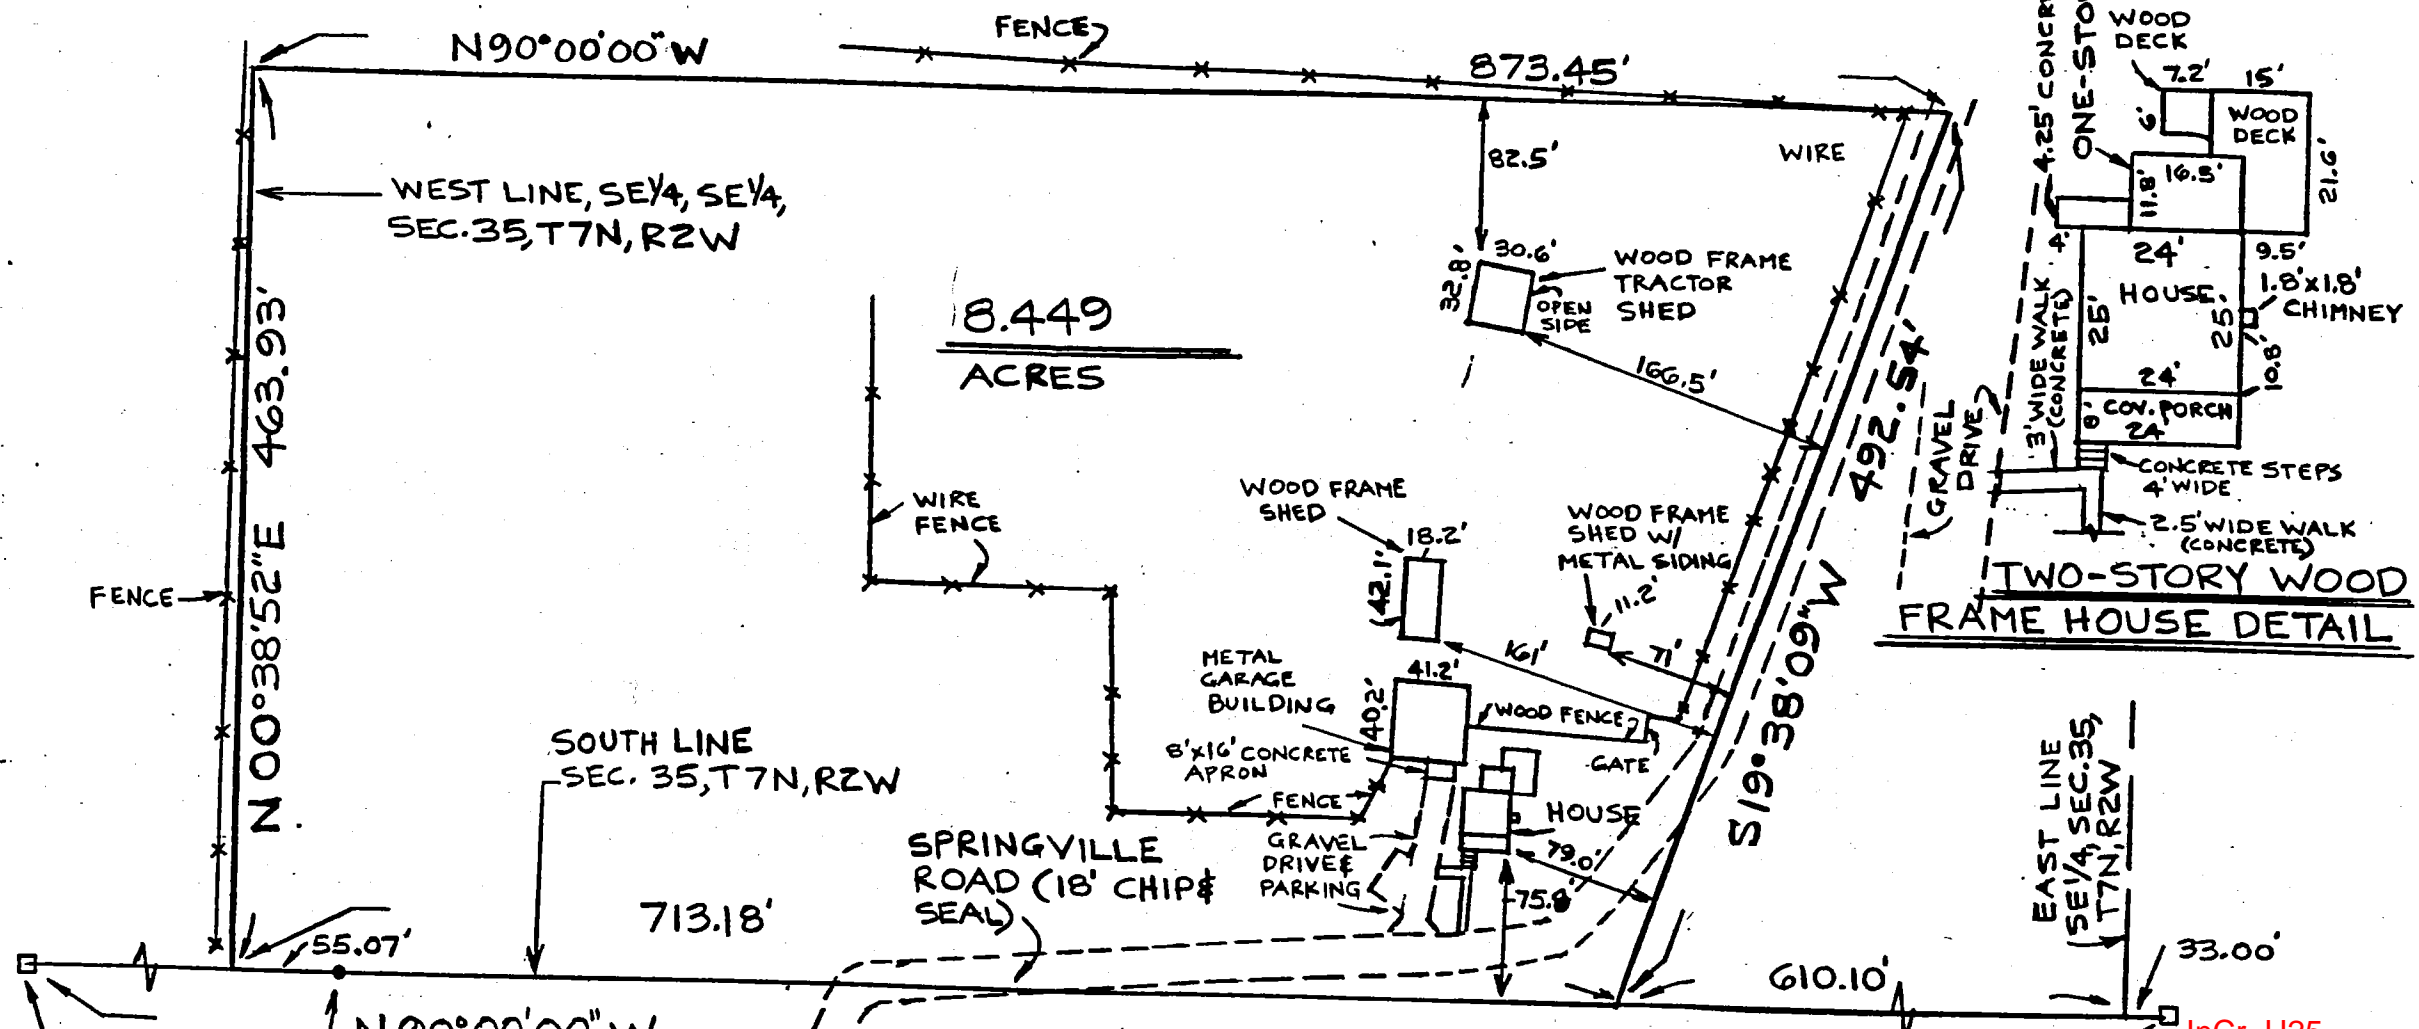 FENCE
N90°00'00"W
873.45'
82.5'
WIRE
WEST LINE, SE1/4, SE1/4,
SEC. 35, T7N, R2W
N 00°38'52"E 463.93'
FENCE
8.449
ACRES
30.6'
32.8'
WOOD FRAME
TRACTOR
SHED
OPEN
SIDE
166.5'
492.54'
S19°38'09"W
GRAVEL
DRIVE
WIRE
FENCE
WOOD FRAME
SHED
18.2'
42.1'
WOOD FRAME
SHED W/
METAL SIDING
11.2'
161'
71'
METAL
GARAGE
BUILDING
41.2'
40.2'
WOOD FENCE
GATE
8'X16' CONCRETE
APRON
FENCE
HOUSE
GRAVEL
DRIVE &
PARKING
79.0'
75.8'
SOUTH LINE
SEC. 35, T7N, R2W
SPRINGVILLE
ROAD (18' CHIP &
SEAL)
713.18'
55.07'
N90°00'00"W
610.10'
33.00'
EAST LINE
SE1/4, SEC. 35,
T7N, R2W
4.25' CONCR
ONE-STO
WOOD
DECK
7.2'
15'
6'
WOOD
DECK
16.5'
11.8'
21.6'
4'
24'
9.5'
HOUSE
1.8'X1.8'
CHIMNEY
25'
25'
10.8'
3' WIDE WALK
(CONCRETE)
24'
8'
COV. PORCH
24'
CONCRETE STEPS
4' WIDE
2.5' WIDE WALK
(CONCRETE)
TWO-STORY WOOD
FRAME HOUSE DETAIL